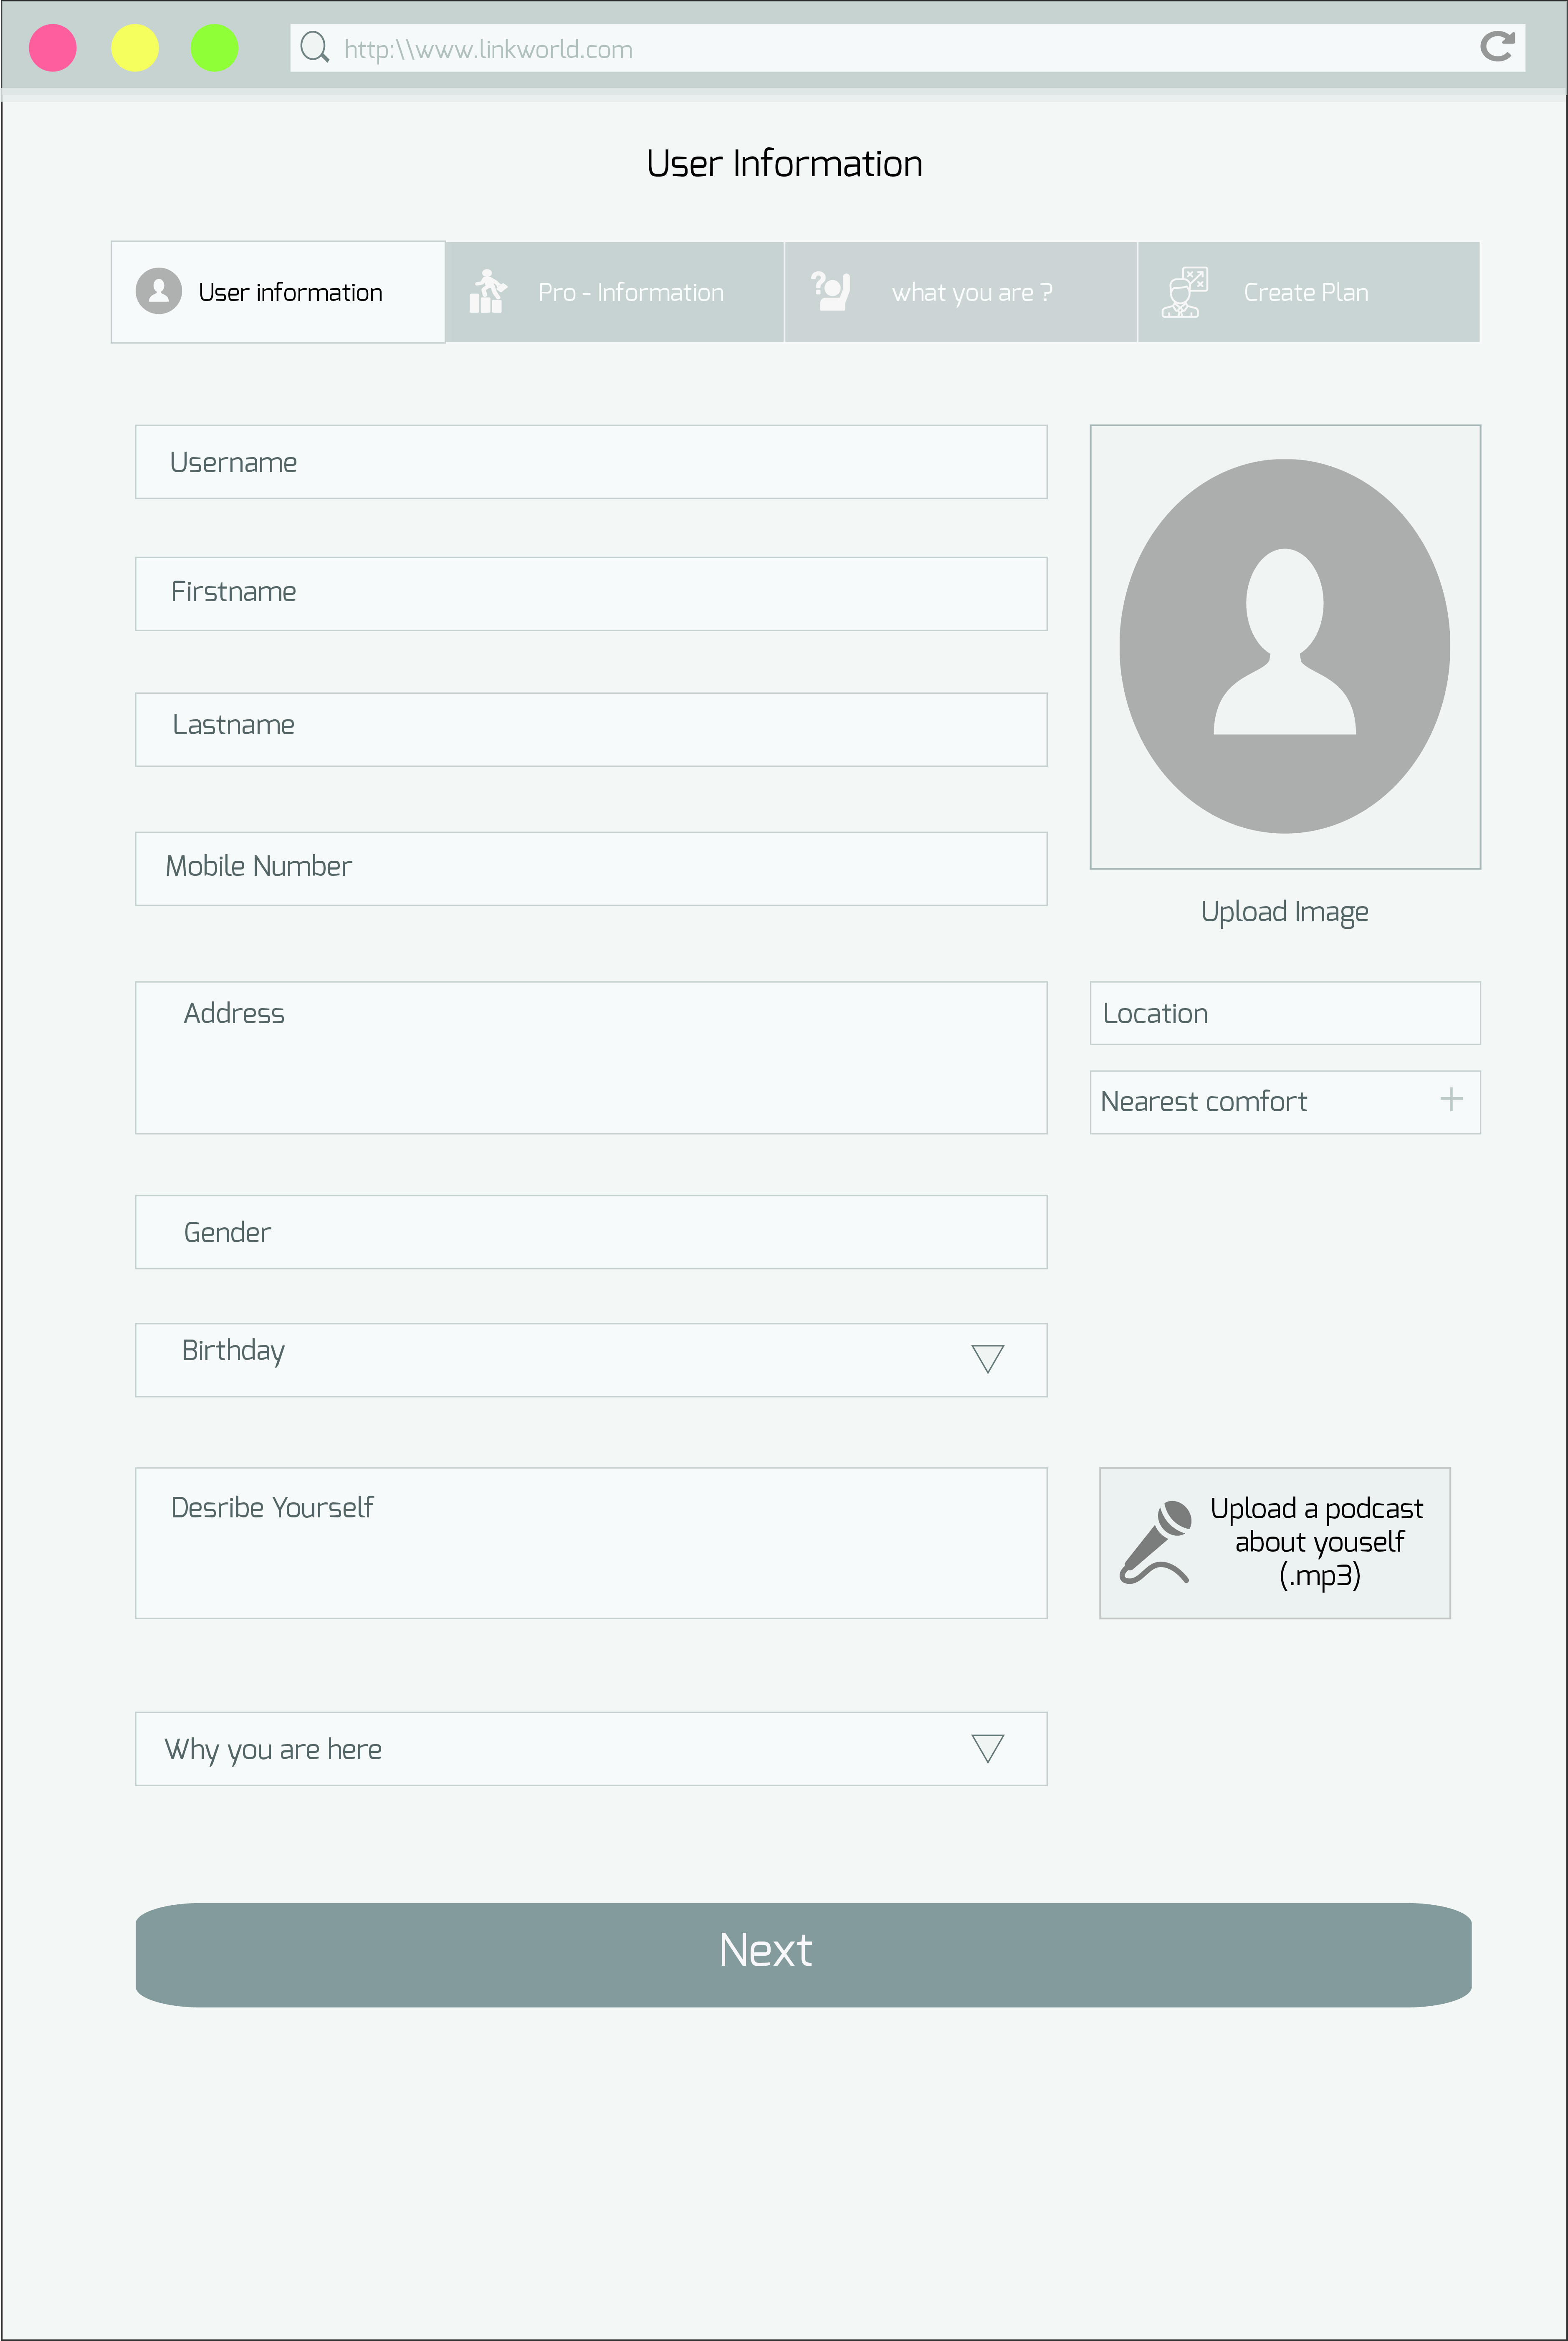 http:\\www.linkworld.com
User Information
User information
Pro - Information
what you are ?
Create Plan
Username
Firstname
Lastname
Mobile Number
Upload Image
Address
Location
Nearest comfort
Gender
Birthday
Desribe Yourself
Upload a podcast
about youself
(.mp3)
Why you are here
Next